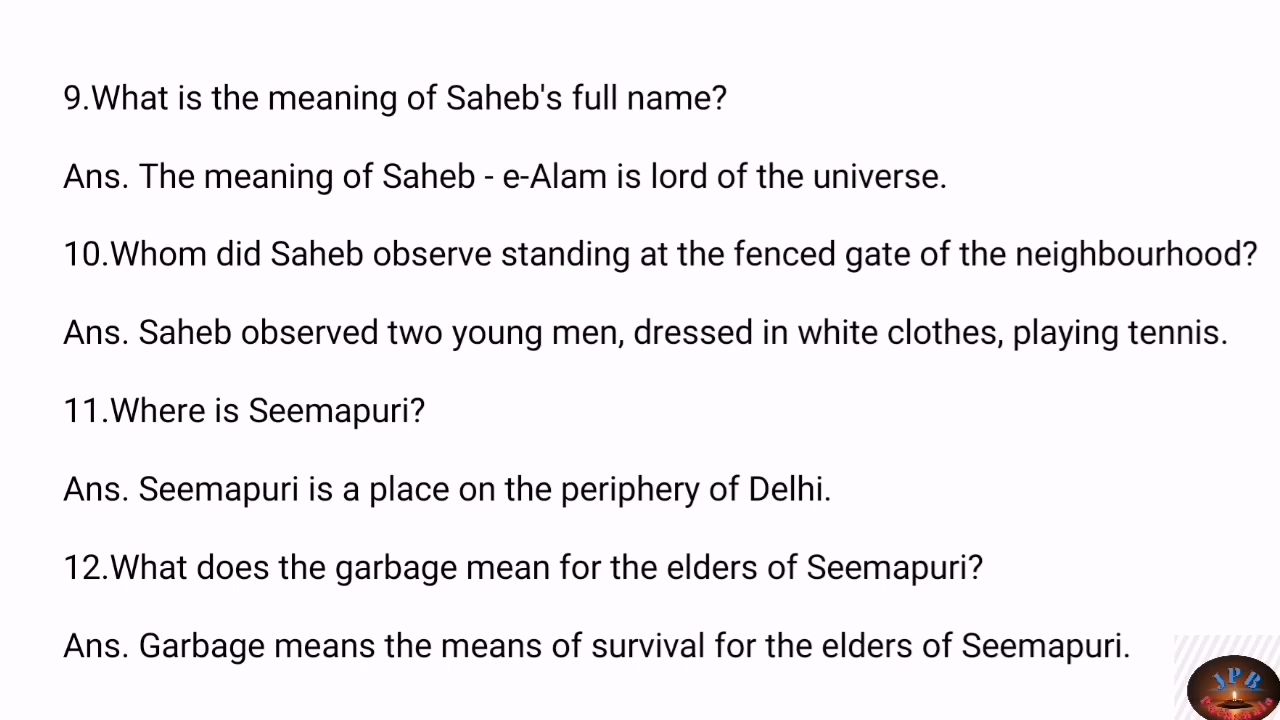 9.What is the meaning of Saheb's full name?
Ans. The meaning of Saheb - e-Alam is lord of the universe.
10.Whom did Saheb observe standing at the fenced gate of the neighbourhood?
Ans. Saheb observed two young men, dressed in white clothes, playing tennis.
11.Where is Seemapuri?
Ans. Seemapuri is a place on the periphery of Delhi.
12.What does the garbage mean for the elders of Seemapuri?
Ans. Garbage means the means of survival for the elders of Seemapuri.
JPB